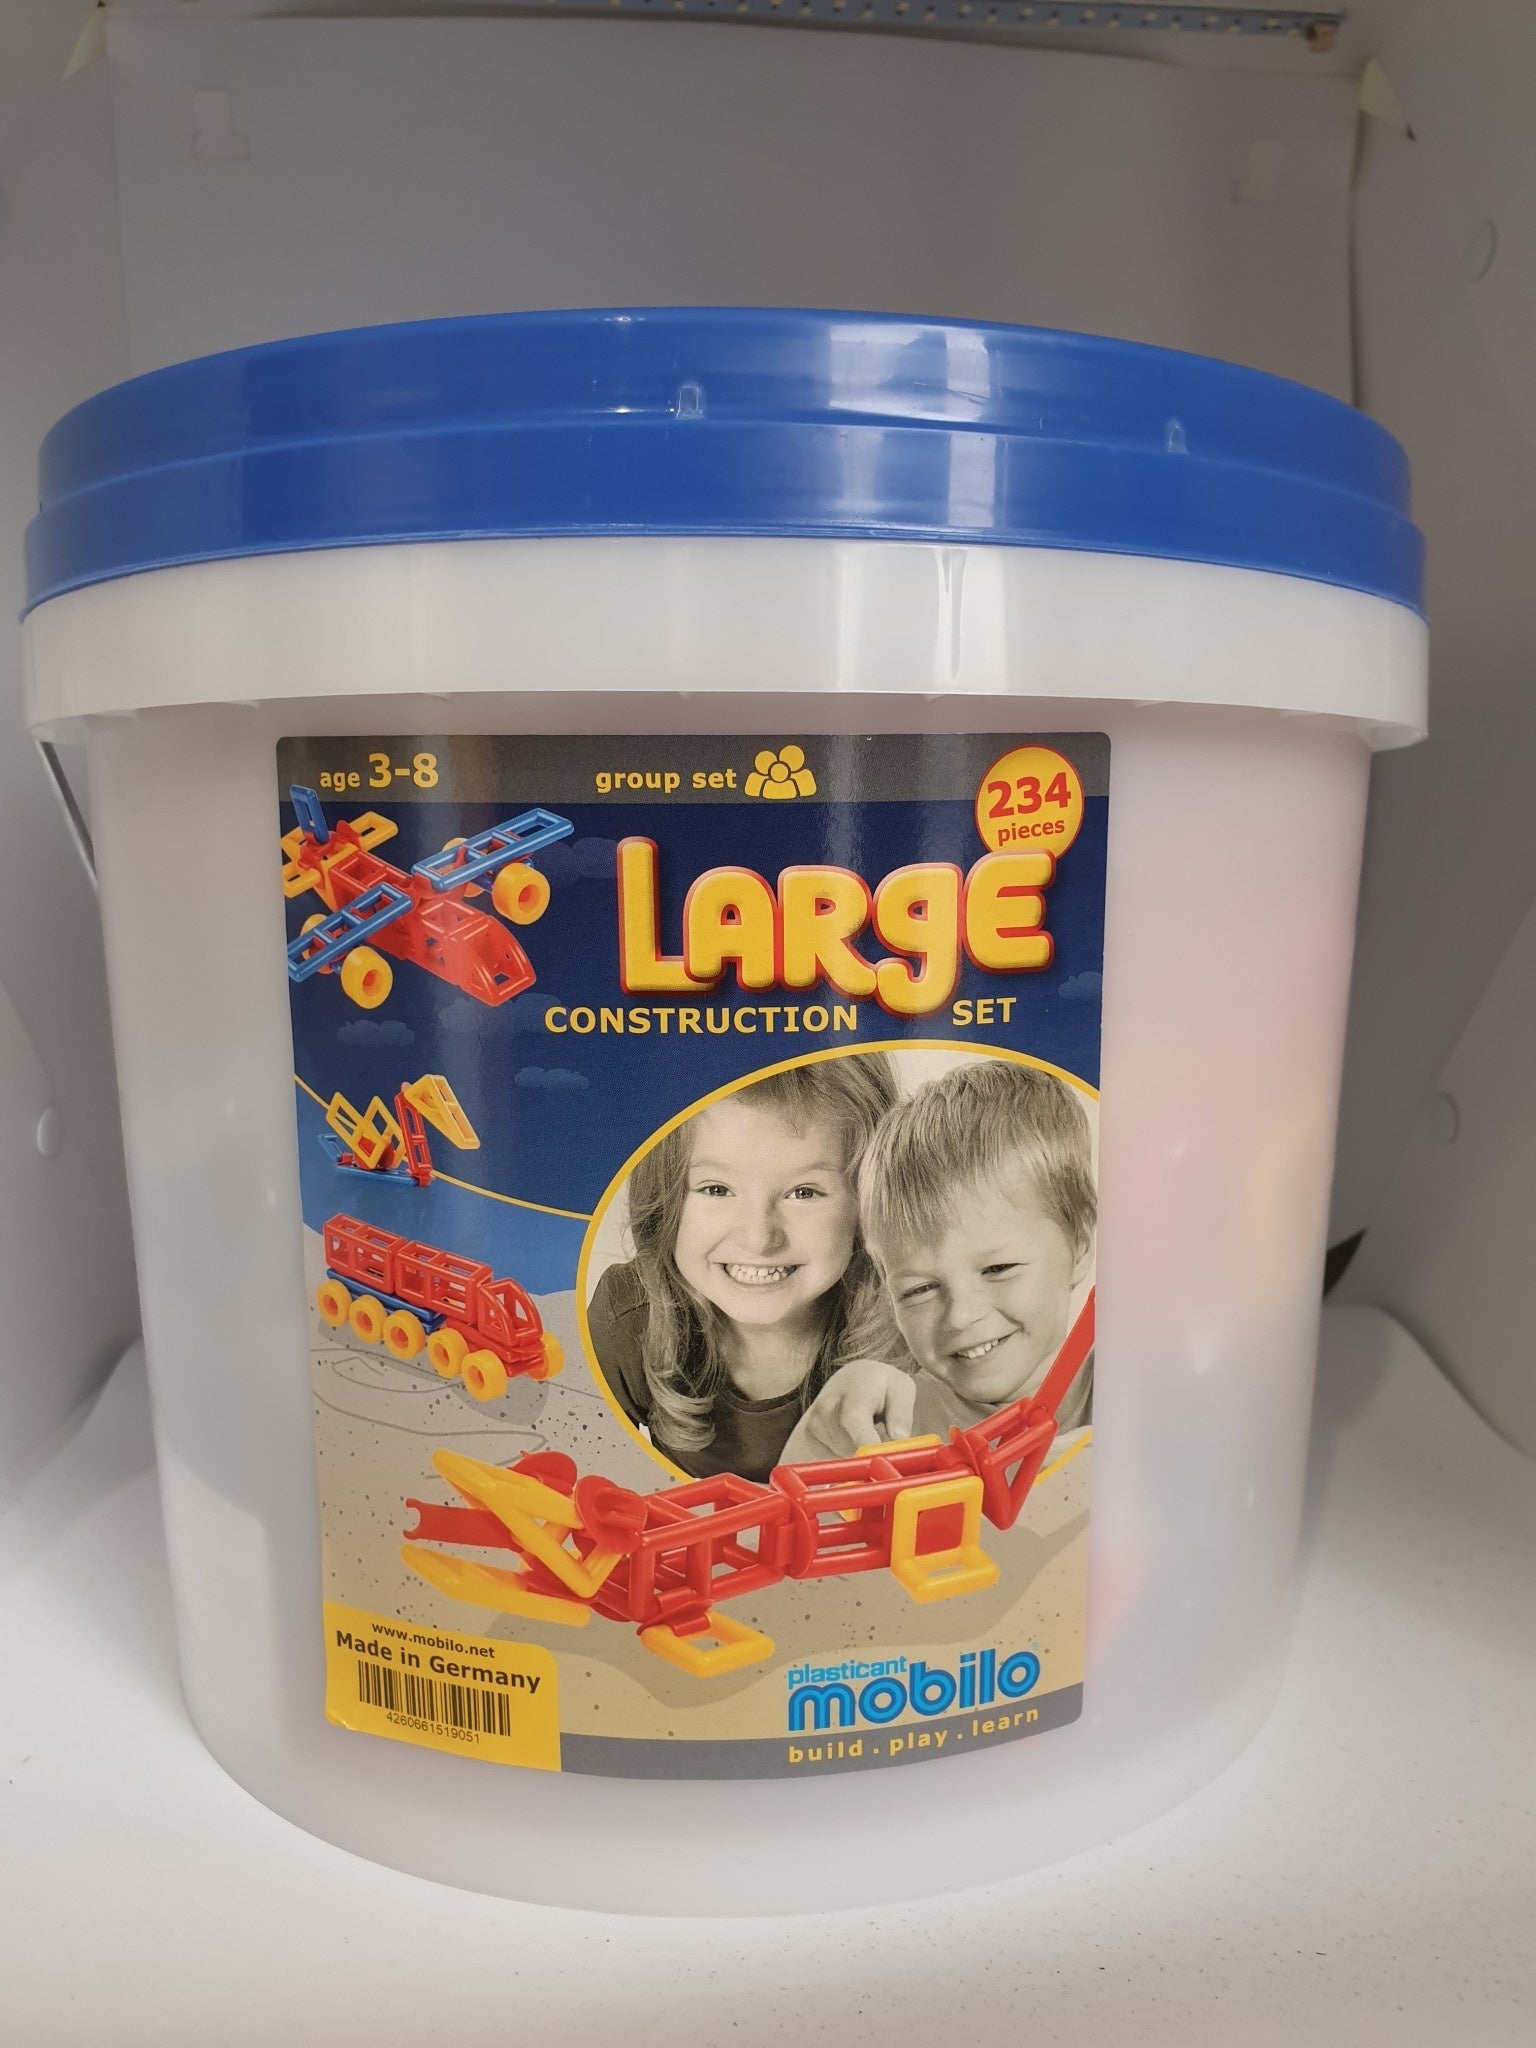 age 3-8
group set
234
pieces
LARgE
CONSTRUCTION SET
www.mobilo.net
Made in Germany
4260661519051
plasticant
mobilo
build . play . learn